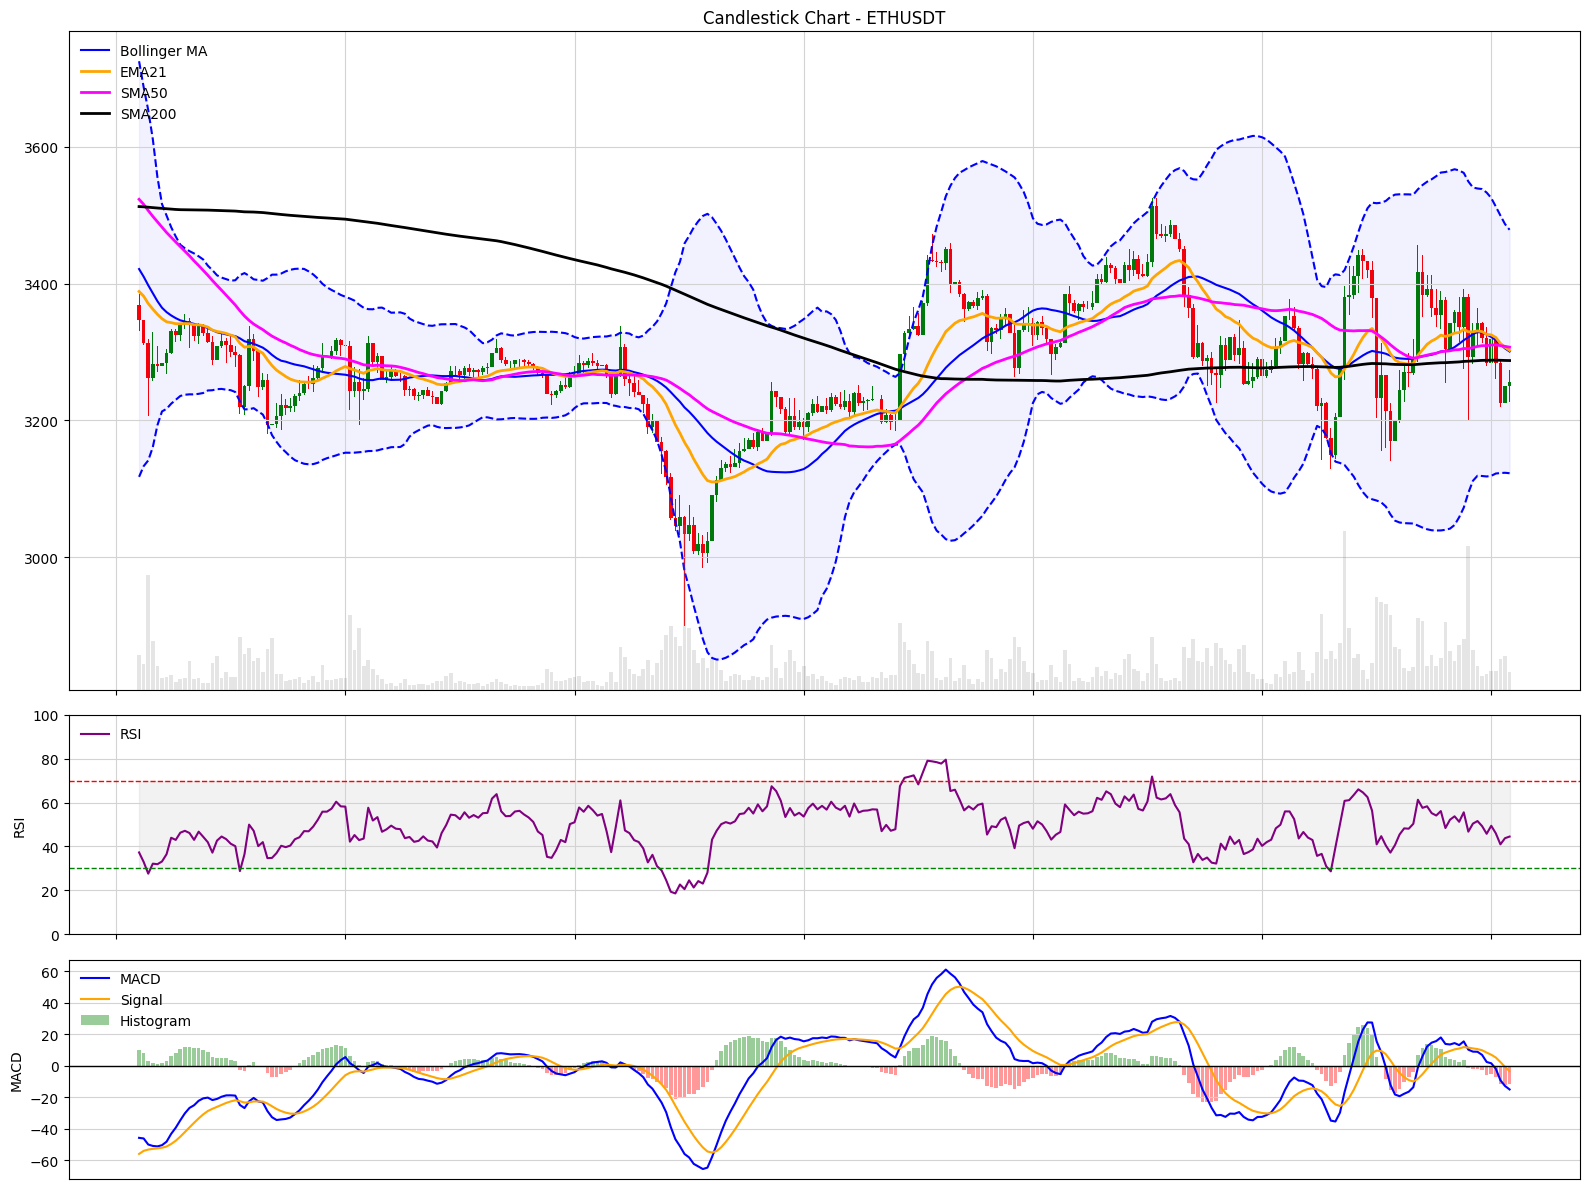 Candlestick Chart - ETHUSDT
Bollinger MA
EMA21
SMA50
SMA200
3600
3400
3200
3000
100
RSI
80
60
RSI
40
20
0
60
MACD
40
Signal
20
Histogram
0
MACD
−20
−40
−60